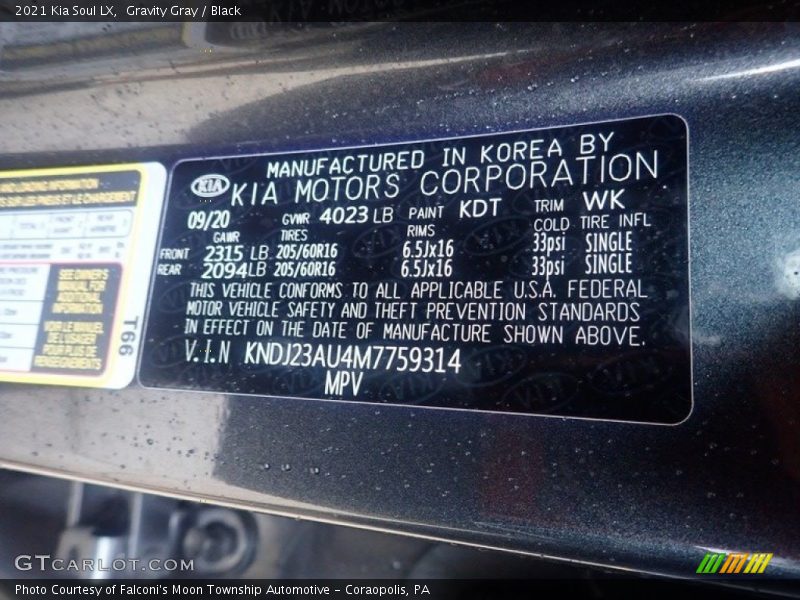 2021 Kia Soul LX, Gravity Gray / Black
MANUFACTURED IN KOREA BY
KIA KIA MOTORS CORPORATION
09/20 GVWR 4023 LB PAINT KDT TRIM WK
GAWR TIRES RIMS COLD TIRE INFL
FRONT 2315 LB 205/60R16 6.5Jx16 33psi SINGLE
REAR 2094LB 205/60R16 6.5Jx16 33psi SINGLE
THIS VEHICLE CONFORMS TO ALL APPLICABLE U.S.A. FEDERAL
MOTOR VEHICLE SAFETY AND THEFT PREVENTION STANDARDS
IN EFFECT ON THE DATE OF MANUFACTURE SHOWN ABOVE.
V.I.N KNDJ23AU4M7759314
MPV
SEE OWNER'S
MANUAL FOR
ADDITIONAL
INFORMATION
VOIR LE MANUEL
DE L'USAGER
POUR PLUS DE
RENSEIGNEMENTS
T66
GTCARLOT.COM
Photo Courtesy of Falconi's Moon Township Automotive - Coraopolis, PA